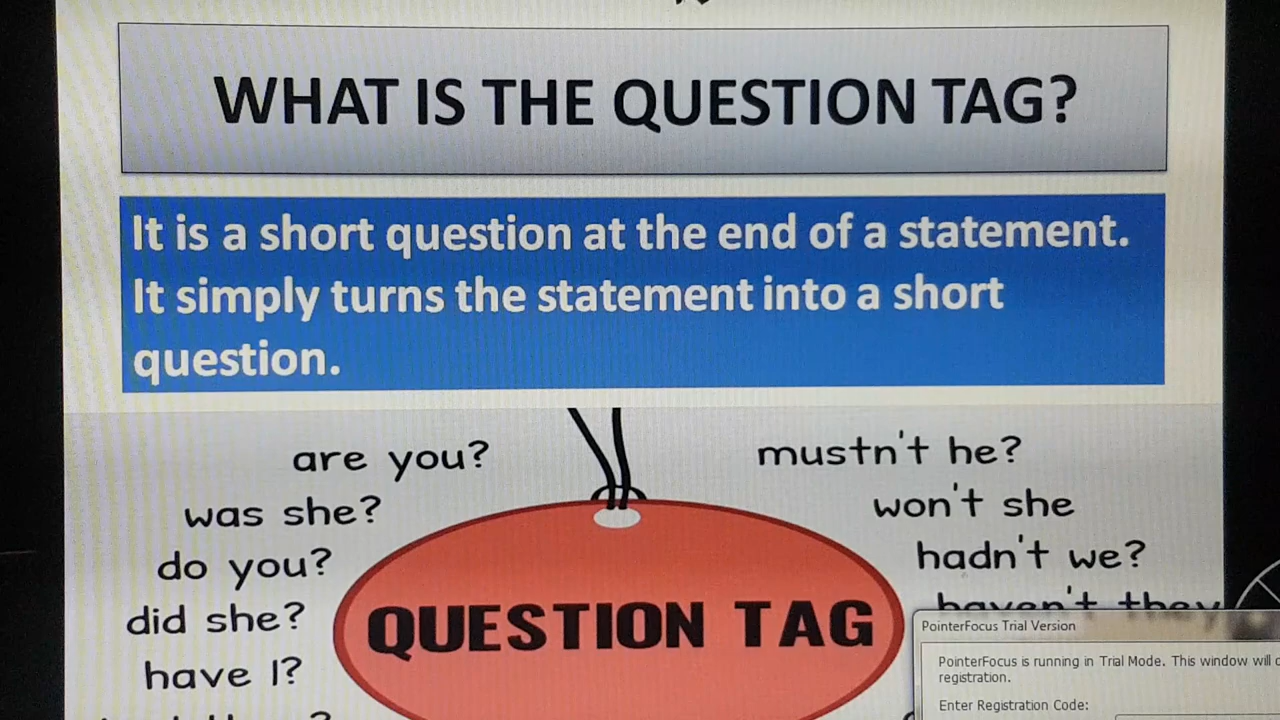 WHAT IS THE QUESTION TAG?
It is a short question at the end of a statement.
It simply turns the statement into a short
question.
are you?
was she?
do you?
did she?
have I?
QUESTION TAG
mustn't he?
won't she
hadn't we?
haven't they
PointerFocus Trial Version
PointerFocus is running in Trial Mode. This window will
registration.
Enter Registration Code: